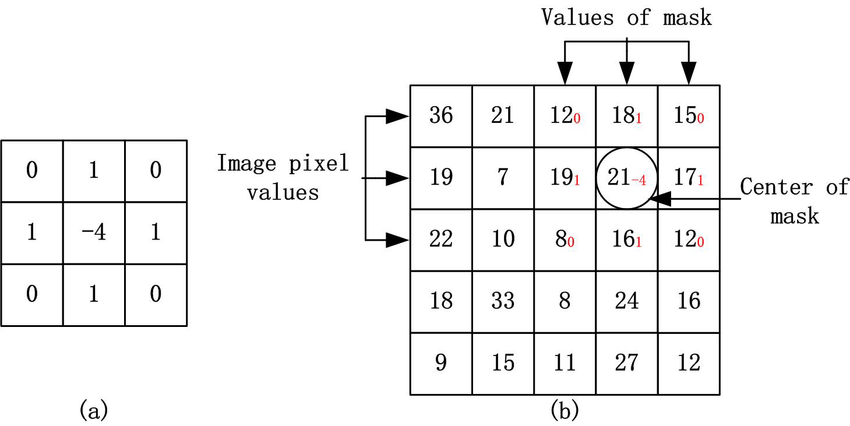 Values of mask
36 21 12 0 18 1 15 0
0 1 0
Image pixel
values
19 7 19 1 21 -4 17 1
Center of
mask
1 -4 1
22 10 8 0 16 1 12 0
0 1 0
18 33 8 24 16
9 15 11 27 12
(a)
(b)